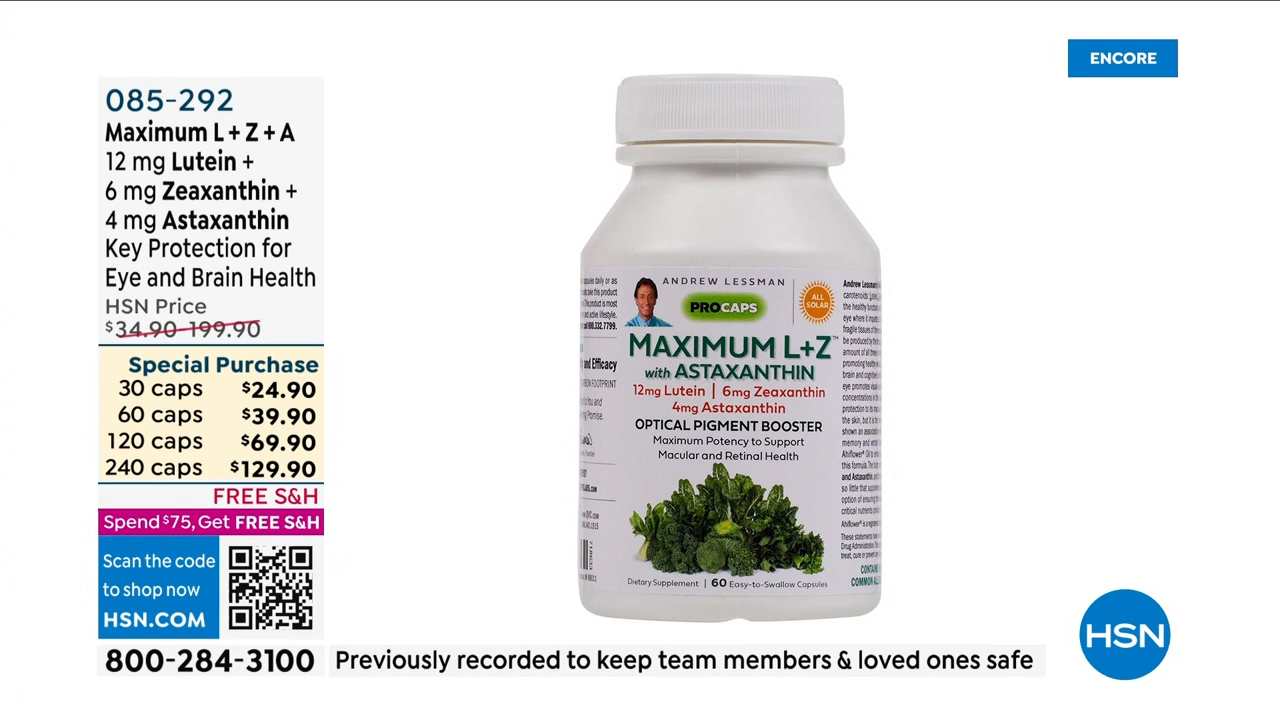 ENCORE
085-292
Maximum L + Z + A
12 mg Lutein +
6 mg Zeaxanthin +
4 mg Astaxanthin
Key Protection for
Eye and Brain Health
HSN Price
$34.90-199.90
Special Purchase
30 caps $24.90
60 caps $39.90
120 caps $69.90
240 caps $129.90
FREE S&H
Spend $75, Get FREE S&H
Scan the code
to shop now
HSN.COM
800-284-3100
Previously recorded to keep team members & loved ones safe
HSN
ANDREW LESSMAN
PROCAPS
ALL
SOLAR
MAXIMUM L+Z™
with ASTAXANTHIN
12mg Lutein | 6mg Zeaxanthin
4mg Astaxanthin
OPTICAL PIGMENT BOOSTER
Maximum Potency to Support
Macular and Retinal Health
Dietary Supplement | 60 Easy-to-Swallow Capsules
and Efficacy